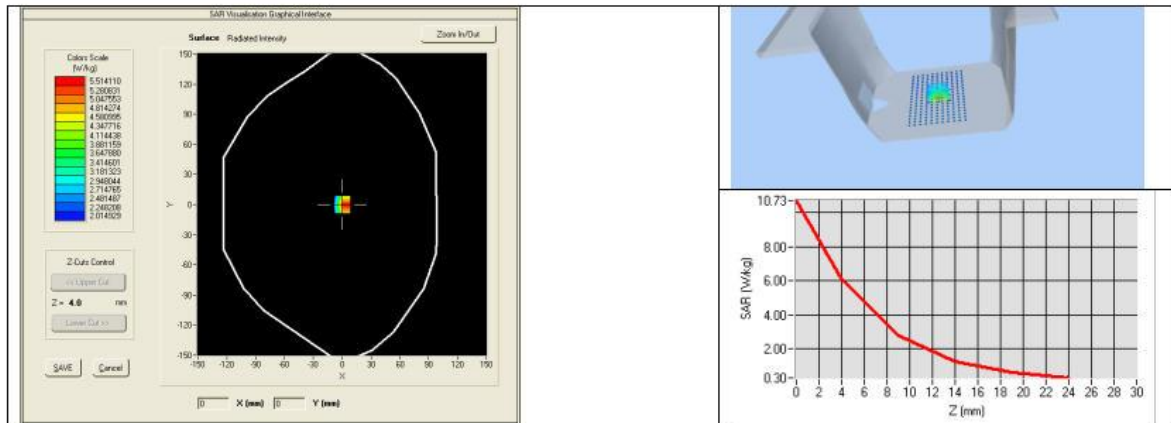 SAR Visualisation Graphical Interface
Surface Radiated Intensity
Zoom In/Out
Colors Scale
(W/kg)
5.514110
5.280831
5.047553
4.814274
4.580995
4.347716
4.114438
3.881159
3.647880
3.414601
3.181323
2.948044
2.714765
2.481487
2.248208
2.014929
150
120
90
60
30
0
-30
-60
-90
-120
-150
Y
-150 -120 -90 -60 -30 0 30 60 90 120 150
X
Z-Cuts Control
<< Upper Cut
Z = 4.0 mm
Lower Cut >>
SAVE Cancel
0 X (mm) 0 Y (mm)
10.73
8.00
6.00
4.00
2.00
0.30
SAR (W/kg)
0 2 4 6 8 10 12 14 16 18 20 22 24 26 28 30
Z (mm)